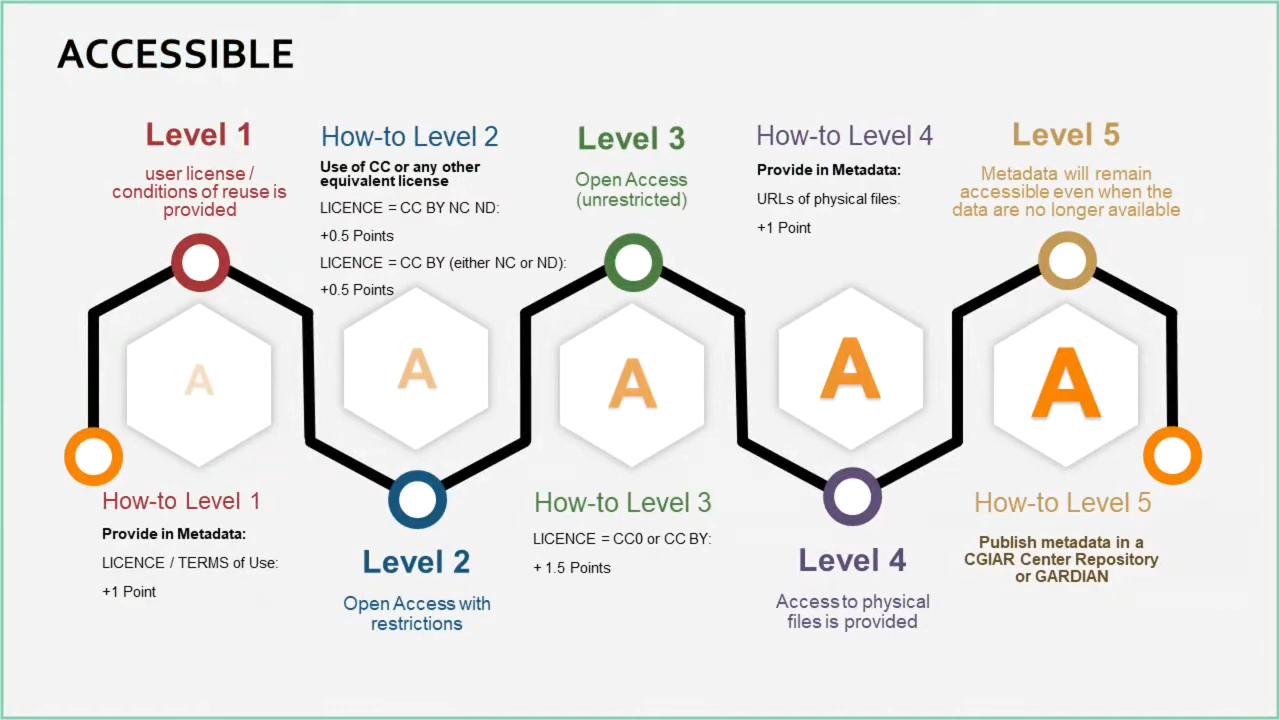 ACCESSIBLE
Level 1
user license /
conditions of reuse is
provided
A
How-to Level 1
Provide in Metadata:
LICENCE / TERMS of Use:
+1 Point
How-to Level 2
Use of CC or any other
equivalent license
LICENCE = CC BY NC ND:
+0.5 Points
LICENCE = CC BY (either NC or ND):
+0.5 Points
A
Level 2
Open Access with
restrictions
Level 3
Open Access
(unrestricted)
A
How-to Level 3
LICENCE = CC0 or CC BY:
+ 1.5 Points
How-to Level 4
Provide in Metadata:
URLs of physical files:
+1 Point
A
Level 4
Access to physical
files is provided
Level 5
Metadata will remain
accessible even when the
data are no longer available
A
How-to Level 5
Publish metadata in a
CGIAR Center Repository
or GARDIAN